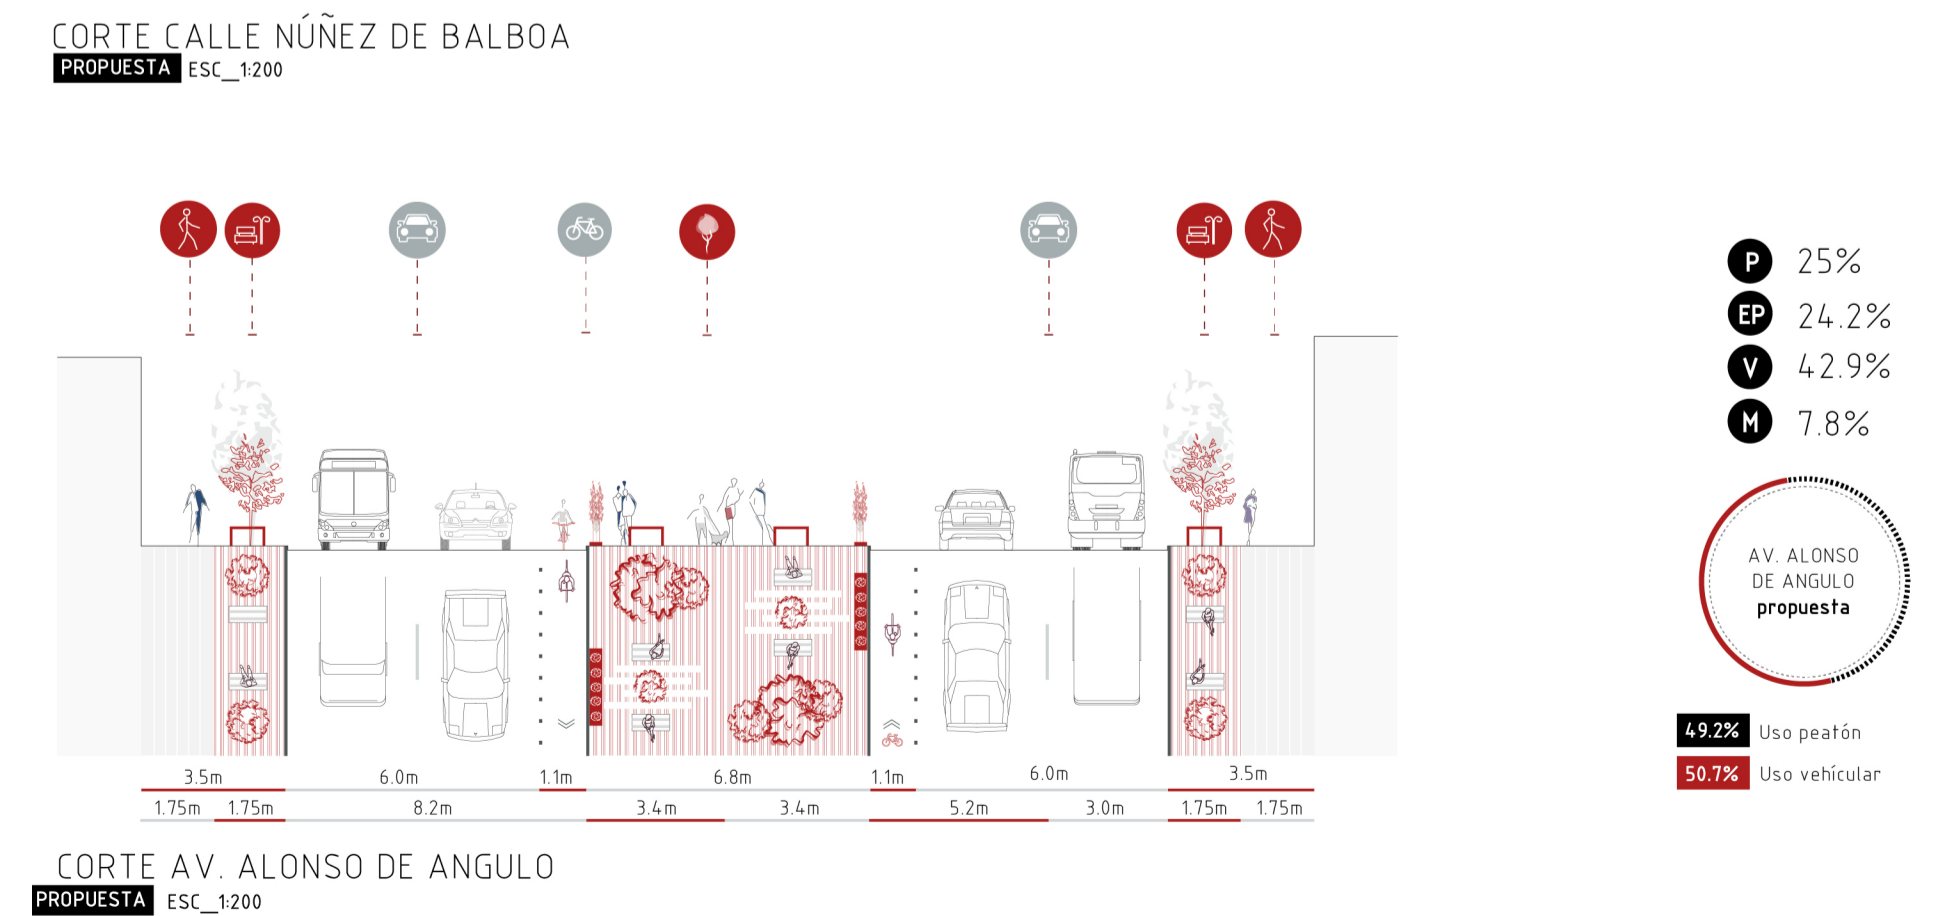 CORTE CALLE NÚÑEZ DE BALBOA
PROPUESTA ESC_1:200
P 25%
EP 24.2%
V 42.9%
M 7.8%
AV. ALONSO
DE ANGULO
propuesta
49.2% Uso peatón
50.7% Uso vehícular
3.5m 6.0m 1.1m 6.8m 1.1m 6.0m 3.5m
1.75m 1.75m 8.2m 3.4m 3.4m 5.2m 3.0m 1.75m 1.75m
CORTE AV. ALONSO DE ANGULO
PROPUESTA ESC_1:200